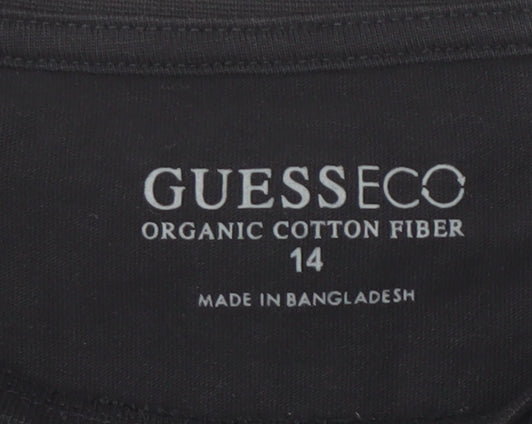 GUESSECO
ORGANIC COTTON FIBER
14
MADE IN BANGLADESH